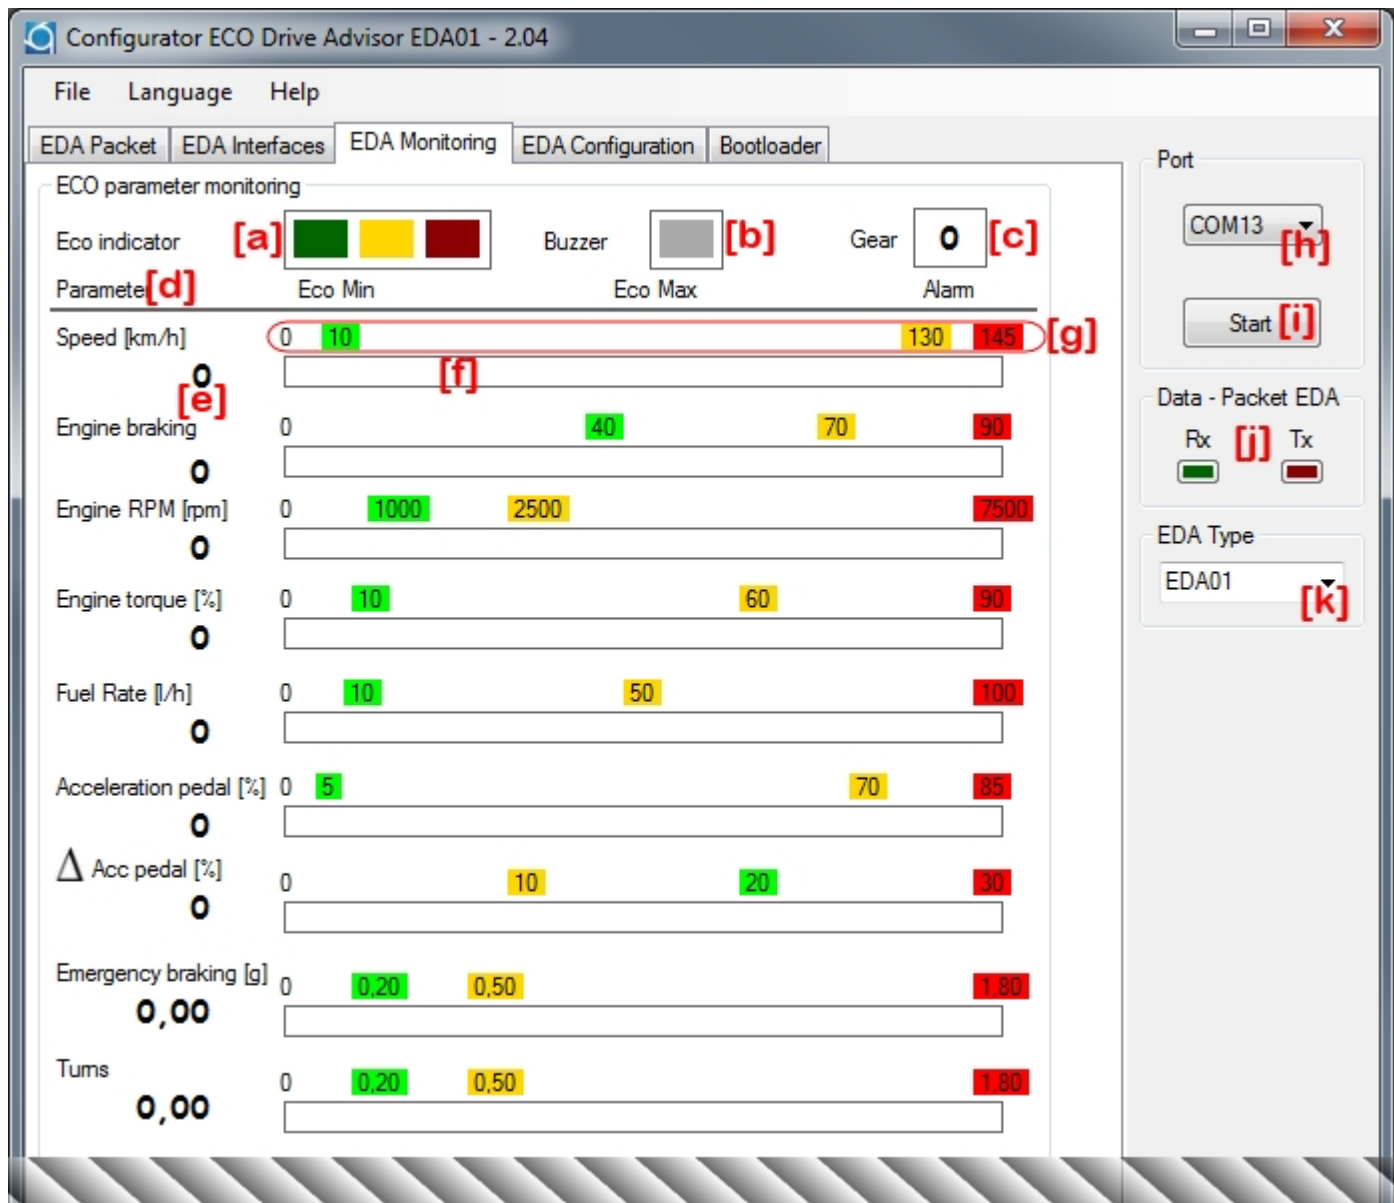 Configurator ECO Drive Advisor EDA01 - 2.04
File Language Help
EDA Packet EDA Interfaces EDA Monitoring EDA Configuration Bootloader
ECO parameter monitoring
Eco indicator [a] Buzzer [b] Gear 0 [c]
Parameter [d] Eco Min Eco Max Alarm
Speed [km/h] 0 10 130 145 [g]
0 [e] [f]
Engine braking 0 40 70 90
0
Engine RPM [rpm] 0 1000 2500 7500
0
Engine torque [%] 0 10 60 90
0
Fuel Rate [l/h] 0 10 50 100
0
Acceleration pedal [%] 0 5 70 85
0
Δ Acc pedal [%] 0 10 20 30
0
Emergency braking [g] 0 0,20 0,50 1,80
0,00
Turns 0 0,20 0,50 1,80
0,00
Port
COM13 [h]
Start [i]
Data - Packet EDA
Rx [j] Tx
EDA Type
EDA01 [k]